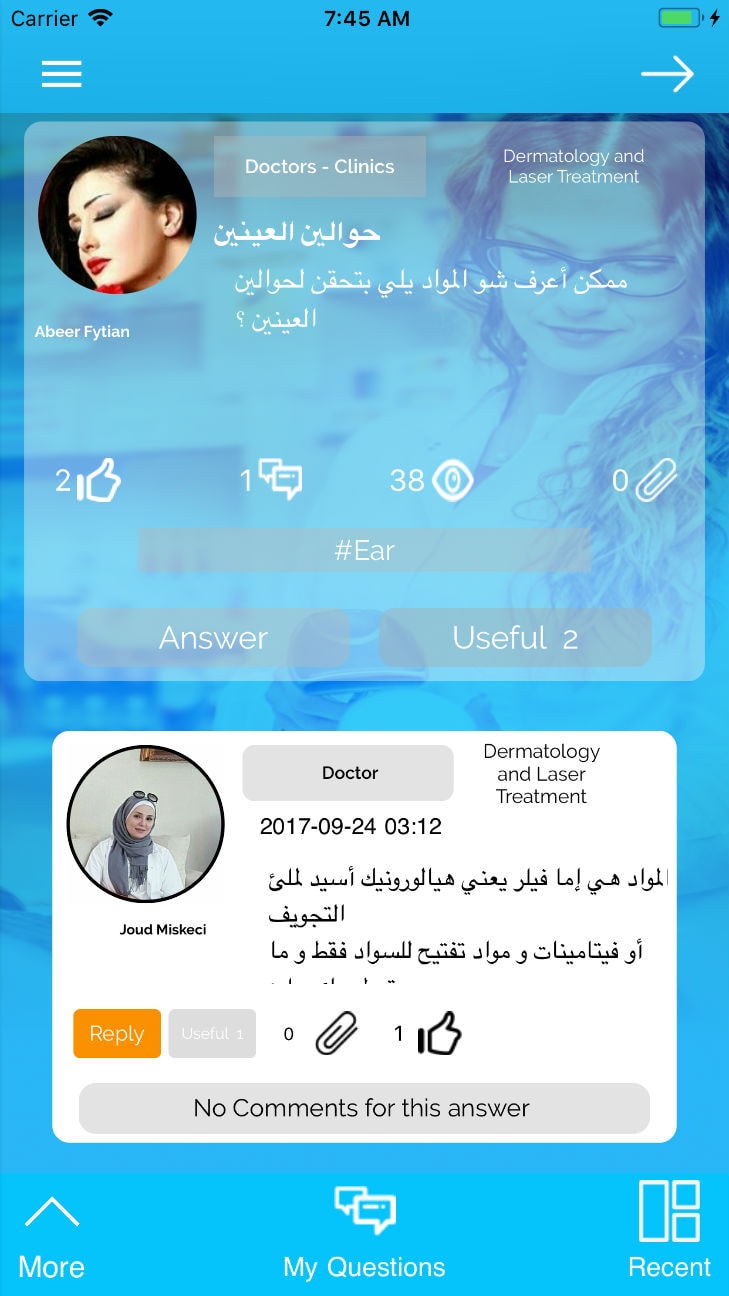 Carrier
7:45 AM
Doctors - Clinics
Dermatology and
Laser Treatment
حوالين العينين
ممكن أعرف شو المواد يلي بتحقن لحوالين
العينين ؟
Abeer Fytian
2
1
38
0
#Ear
Answer
Useful 2
Doctor
Dermatology
and Laser
Treatment
2017-09-24 03:12
المواد هي إما فيلر يعني هيالورونيك أسيد لملئ
التجويف
أو فيتامينات و مواد تفتيح للسواد فقط و ما
Joud Miskeci
Reply
Useful 1
0
1
No Comments for this answer
More
My Questions
Recent